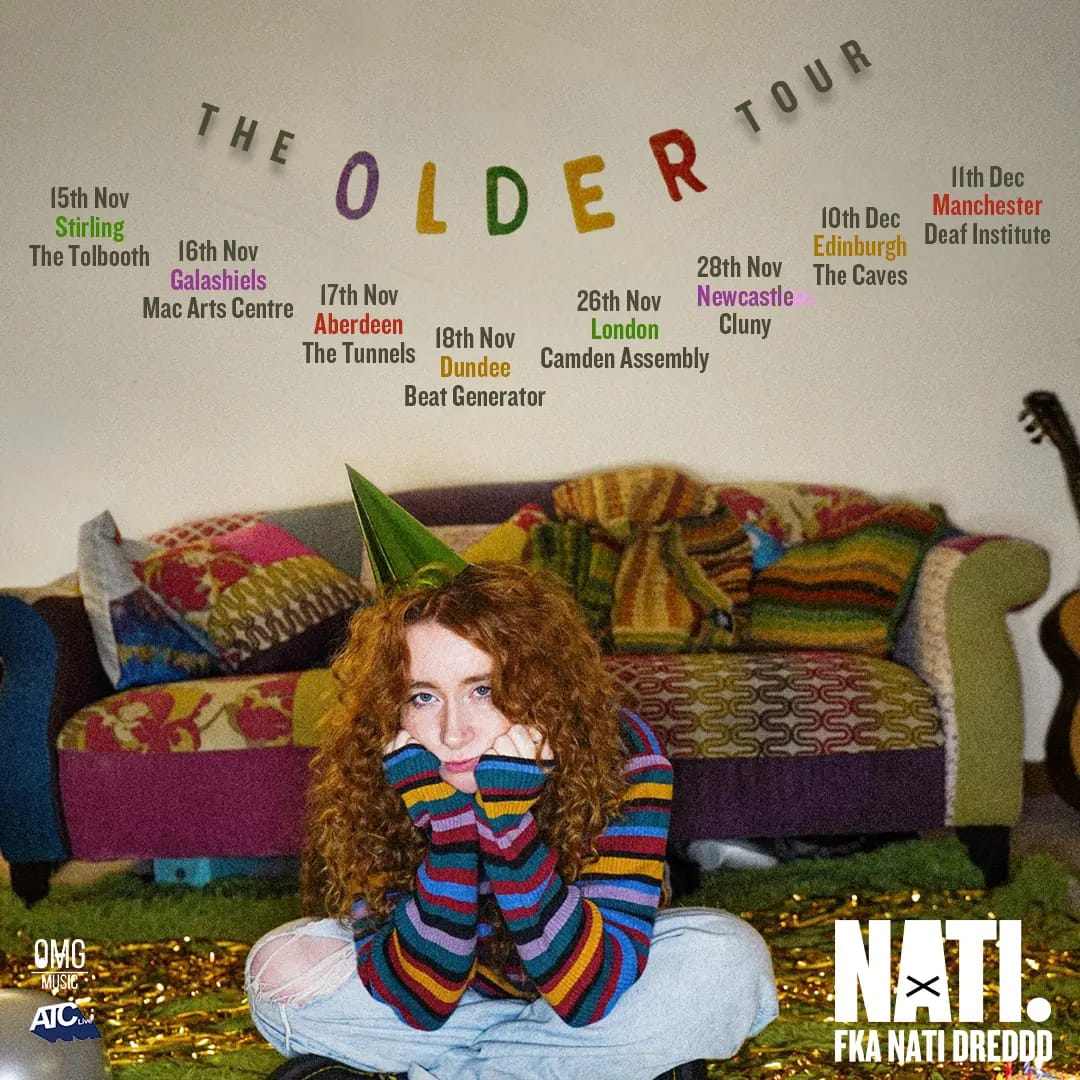 THE OLDER TOUR
15th Nov
Stirling
The Tolbooth
16th Nov
Galashiels
Mac Arts Centre
17th Nov
Aberdeen
The Tunnels
18th Nov
Dundee
Beat Generator
26th Nov
London
Camden Assembly
28th Nov
Newcastle
Cluny
10th Dec
Edinburgh
The Caves
11th Dec
Manchester
Deaf Institute
OMG
MUSIC
ATC LIVE
NATI.
FKA NATI DREDDD